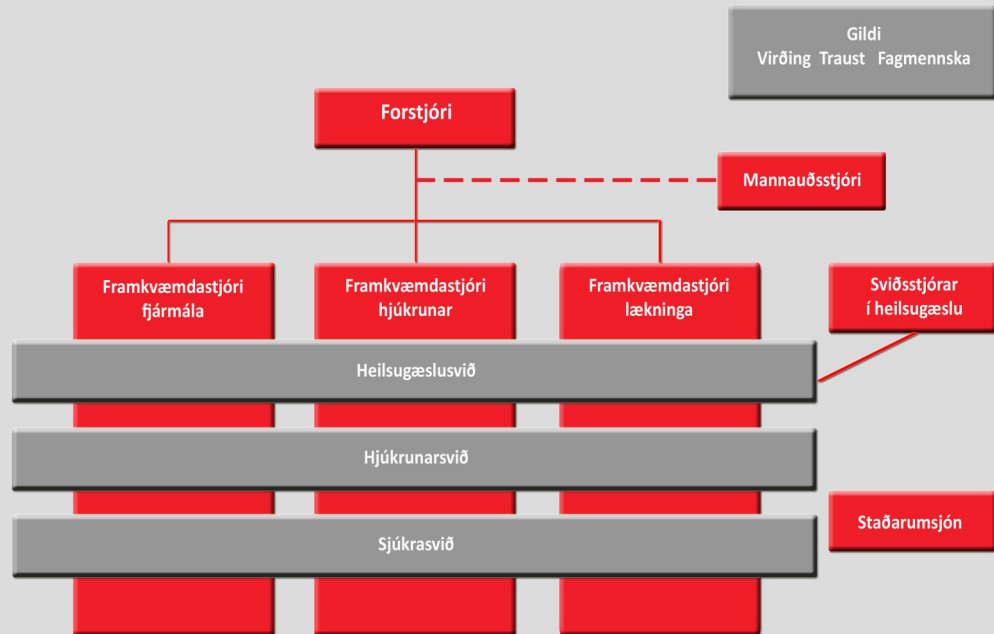 Gildi
Virðing Traust Fagmennska
Forstjóri
Mannauðsstjóri
Framkvæmdastjóri
fjármála
Framkvæmdastjóri
hjúkrunar
Framkvæmdastjóri
lækninga
Sviðsstjórar
í heilsugæslu
Heilsugæslusvið
Hjúkrunarsvið
Staðarumsjón
Sjúkrasvið